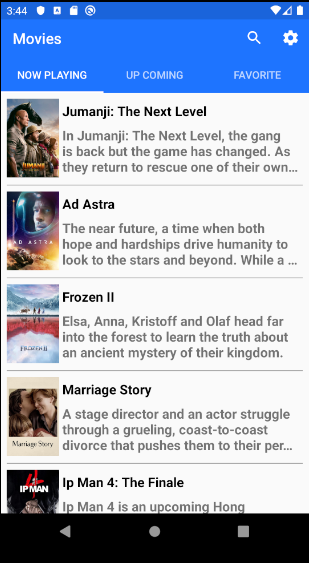 3:44
Movies
NOW PLAYING
UP COMING
FAVORITE
Jumanji: The Next Level
In Jumanji: The Next Level, the gang
is back but the game has changed. As
they return to rescue one of their own...
JUMANJI
Ad Astra
The near future, a time when both
hope and hardships drive humanity to
look to the stars and beyond. While a ...
AD ASTRA
Frozen II
Elsa, Anna, Kristoff and Olaf head far
into the forest to learn the truth about
an ancient mystery of their kingdom.
FROZEN II
Marriage Story
A stage director and an actor struggle
through a grueling, coast-to-coast
divorce that pushes them to their per...
Marriage Story
Ip Man 4: The Finale
Ip Man 4 is an upcoming Hong
IP MAN